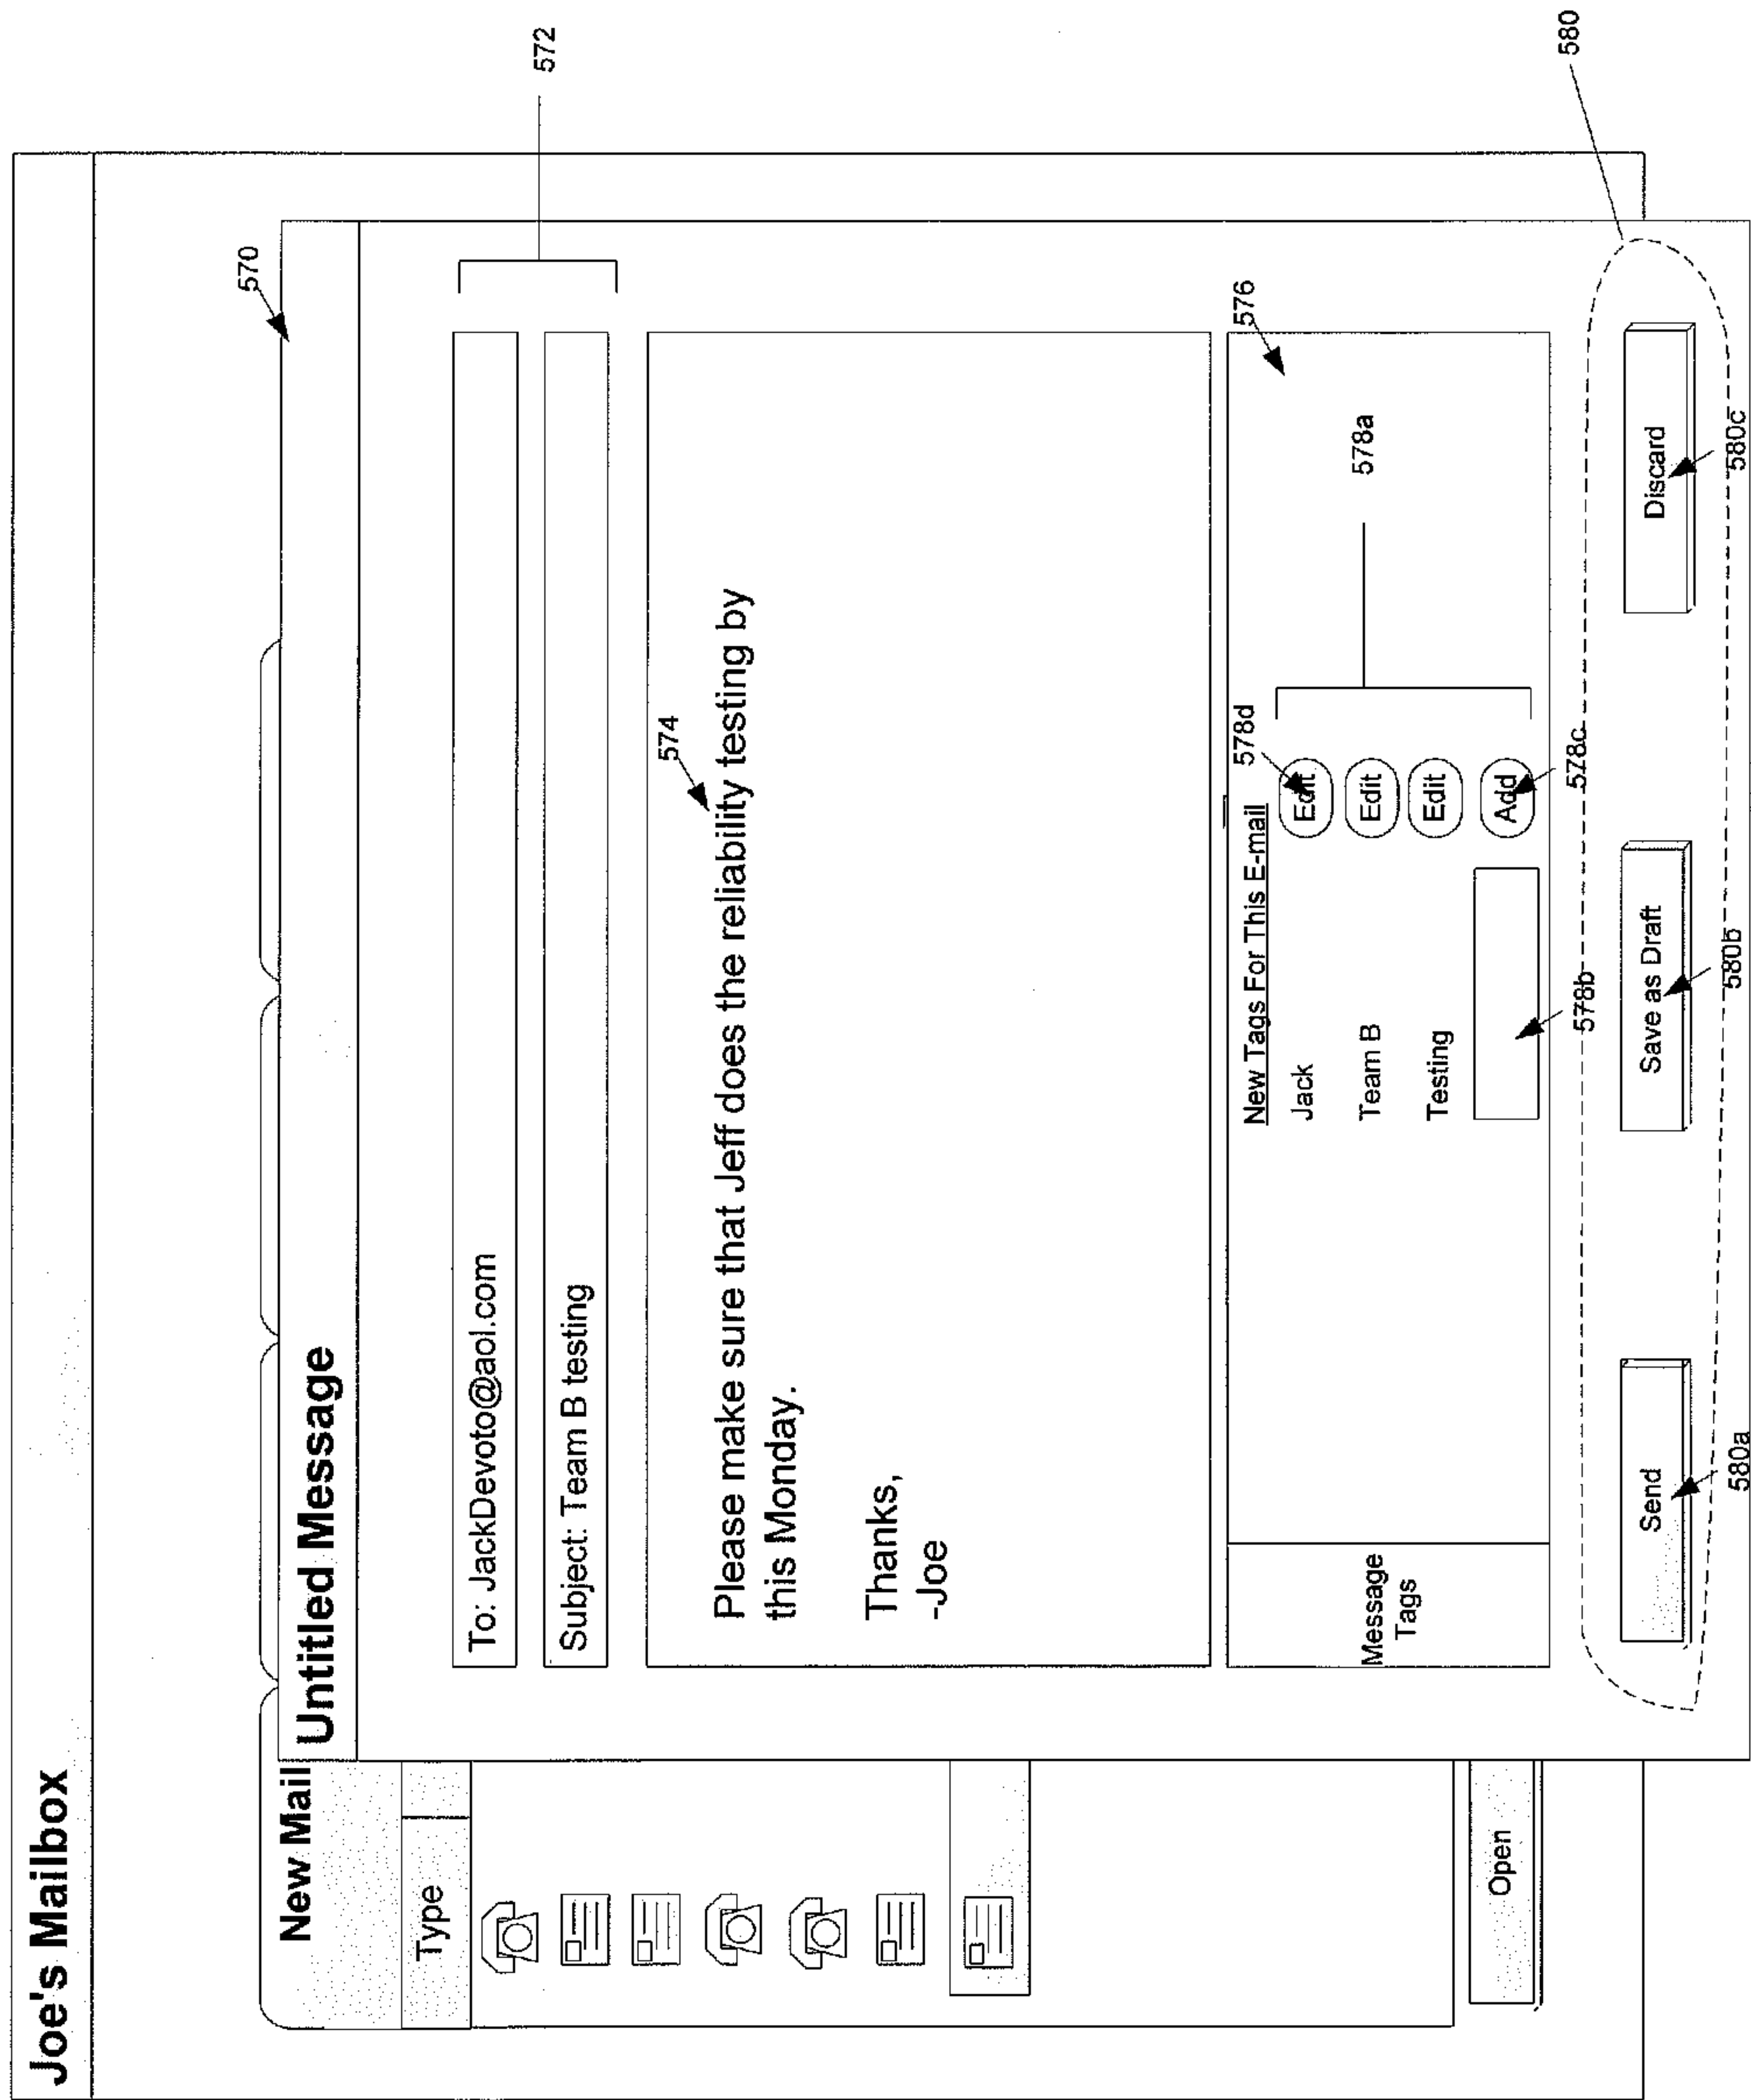 Joe's Mailbox
New Mail
Type
Open
570
Untitled Message
572
To: JackDevoto@aol.com
Subject: Team B testing
574
Please make sure that Jeff does the reliability testing by
this Monday.
Thanks,
-Joe
576
Message
Tags
New Tags For This E-mail
578d
Jack Edit
578a
Team B Edit
Testing Edit
Add
578b
578c
580
Send
Save as Draft
Discard
580a
580b
580c